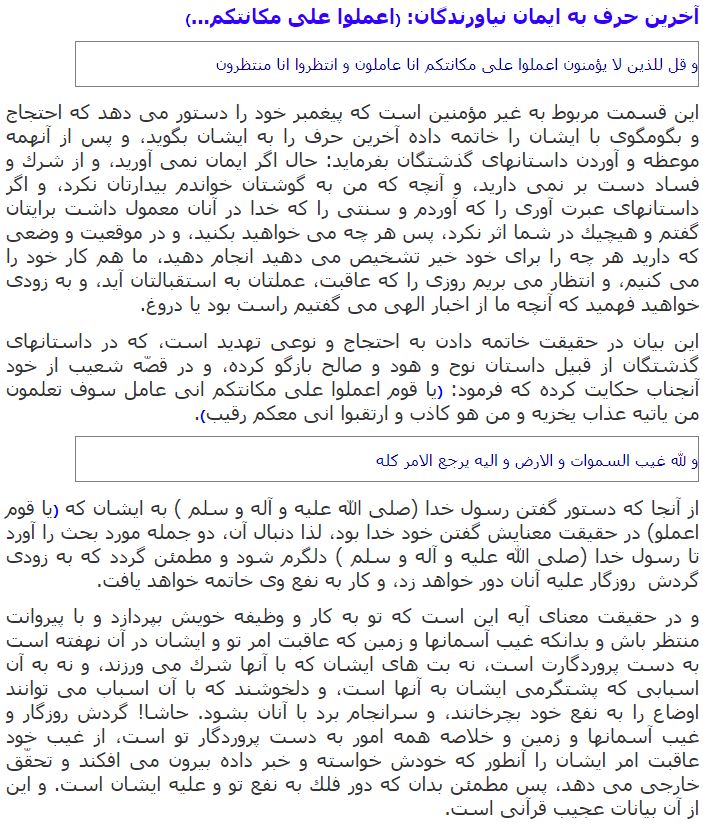 آخرین حرف به ایمان نیاورندگان: (اعملوا علی مکانتکم...)
و قل للذین لا یؤمنون اعملوا علی مکانتکم انا عاملون و انتظروا انا منتظرون
این قسمت مربوط به غیر مؤمنین است که پیغمبر خود را دستور می دهد که احتجاج
و بگومگوی با ایشان را خاتمه داده آخرین حرف را به ایشان بگوید، و پس از آنهمه
موعظه و آوردن داستانهای گذشتگان بفرماید: حال اگر ایمان نمی آورید، و از شرك و
فساد دست بر نمی دارید، و آنچه که من به گوشتان خواندم بیدارتان نکرد، و اگر
داستانهای عبرت آوری را که آوردم و سنتی را که خدا در آنان معمول داشت برایتان
گفتم و هیچیك در شما اثر نکرد، پس هر چه می خواهید بکنید، و در موقعیت و وضعی
که دارید هر چه را برای خود خیر تشخیص می دهید انجام دهید، ما هم کار خود را
می کنیم، و انتظار می بریم روزی را که عاقبت، عملتان به استقبالتان آید، و به زودی
خواهید فهمید که آنچه ما از اخبار الهی می گفتیم راست بود یا دروغ.
این بیان در حقیقت خاتمه دادن به احتجاج و نوعی تهدید است، که در داستانهای
گذشتگان از قبیل داستان نوح و هود و صالح بازگو کرده، و در قصّه شعیب از خود
آنجناب حکایت کرده که فرمود: (یا قوم اعملوا علی مکانتکم انی عامل سوف تعلمون
من یاتیه عذاب یخزیه و من هو کاذب و ارتقبوا انی معکم رقیب).
و لله غیب السموات و الارض و الیه یرجع الامر کله
از آنجا که دستور گفتن رسول خدا (صلی الله علیه و آله و سلم ) به ایشان که (یا قوم
اعملو) در حقیقت معنایش گفتن خود خدا بود، لذا دنبال آن، دو جمله مورد بحث را آورد
تا رسول خدا (صلی الله علیه و آله و سلم ) دلگرم شود و مطمئن گردد که به زودی
گردش روزگار علیه آنان دور خواهد زد، و کار به نفع وی خاتمه خواهد یافت.
و در حقیقت معنای آیه این است که تو به کار و وظیفه خویش بپردازد و با پیروانت
منتظر باش و بدانکه غیب آسمانها و زمین که عاقبت امر تو و ایشان در آن نهفته است
به دست پروردگارت است، نه بت های ایشان که با آنها شرك می ورزند، و نه به آن
اسبابی که پشتگرمی ایشان به آنها است، و دلخوشند که با آن اسباب می توانند
اوضاع را به نفع خود بچرخانند، و سرانجام برد با آنان بشود. حاشا! گردش روزگار و
غیب آسمانها و زمین و خلاصه همه امور به دست پروردگار تو است، از غیب خود
عاقبت امر ایشان را آنطور که خودش خواسته و خبر داده بیرون می افکند و تحقّق
خارجی می دهد، پس مطمئن بدان که دور فلك به نفع تو و علیه ایشان است. و این
از آن بیانات عجیب قرآنی است.